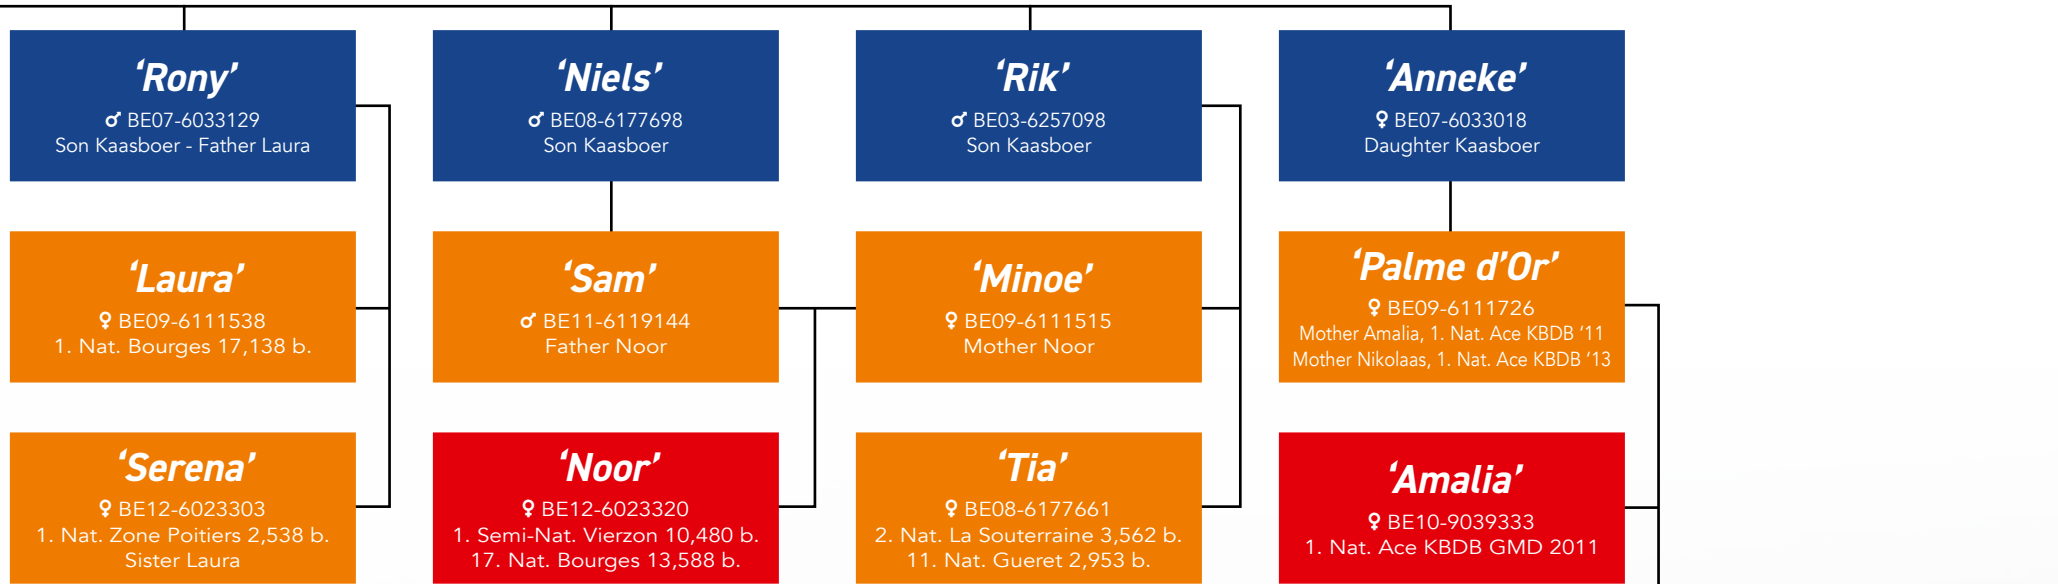 ‘Rony’
♂ BE07-6033129
Son Kaasboer - Father Laura
‘Niels’
♂ BE08-6177698
Son Kaasboer
‘Rik’
♂ BE03-6257098
Son Kaasboer
‘Anneke’
♀ BE07-6033018
Daughter Kaasboer
‘Laura’
♀ BE09-6111538
1. Nat. Bourges 17,138 b.
‘Sam’
♂ BE11-6119144
Father Noor
‘Minoe’
♀ BE09-6111515
Mother Noor
‘Palme d’Or’
♀ BE09-6111726
Mother Amalia, 1. Nat. Ace KBDB ’11
Mother Nikolaas, 1. Nat. Ace KBDB ‘13
‘Serena’
♀ BE12-6023303
1. Nat. Zone Poitiers 2,538 b.
Sister Laura
‘Noor’
♀ BE12-6023320
1. Semi-Nat. Vierzon 10,480 b.
17. Nat. Bourges 13,588 b.
‘Tia’
♀ BE08-6177661
2. Nat. La Souterraine 3,562 b.
11. Nat. Gueret 2,953 b.
‘Amalia’
♀ BE10-9039333
1. Nat. Ace KBDB GMD 2011